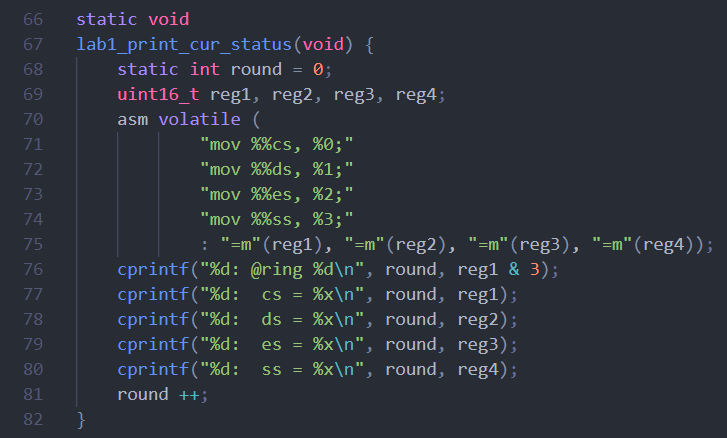 66 static void
67 lab1_print_cur_status(void) {
68     static int round = 0;
69     uint16_t reg1, reg2, reg3, reg4;
70     asm volatile (
71             "mov %%cs, %0;"
72             "mov %%ds, %1;"
73             "mov %%es, %2;"
74             "mov %%ss, %3;"
75             : "=m"(reg1), "=m"(reg2), "=m"(reg3), "=m"(reg4));
76     cprintf("%d: @ring %d\n", round, reg1 & 3);
77     cprintf("%d:  cs = %x\n", round, reg1);
78     cprintf("%d:  ds = %x\n", round, reg2);
79     cprintf("%d:  es = %x\n", round, reg3);
80     cprintf("%d:  ss = %x\n", round, reg4);
81     round ++;
82 }